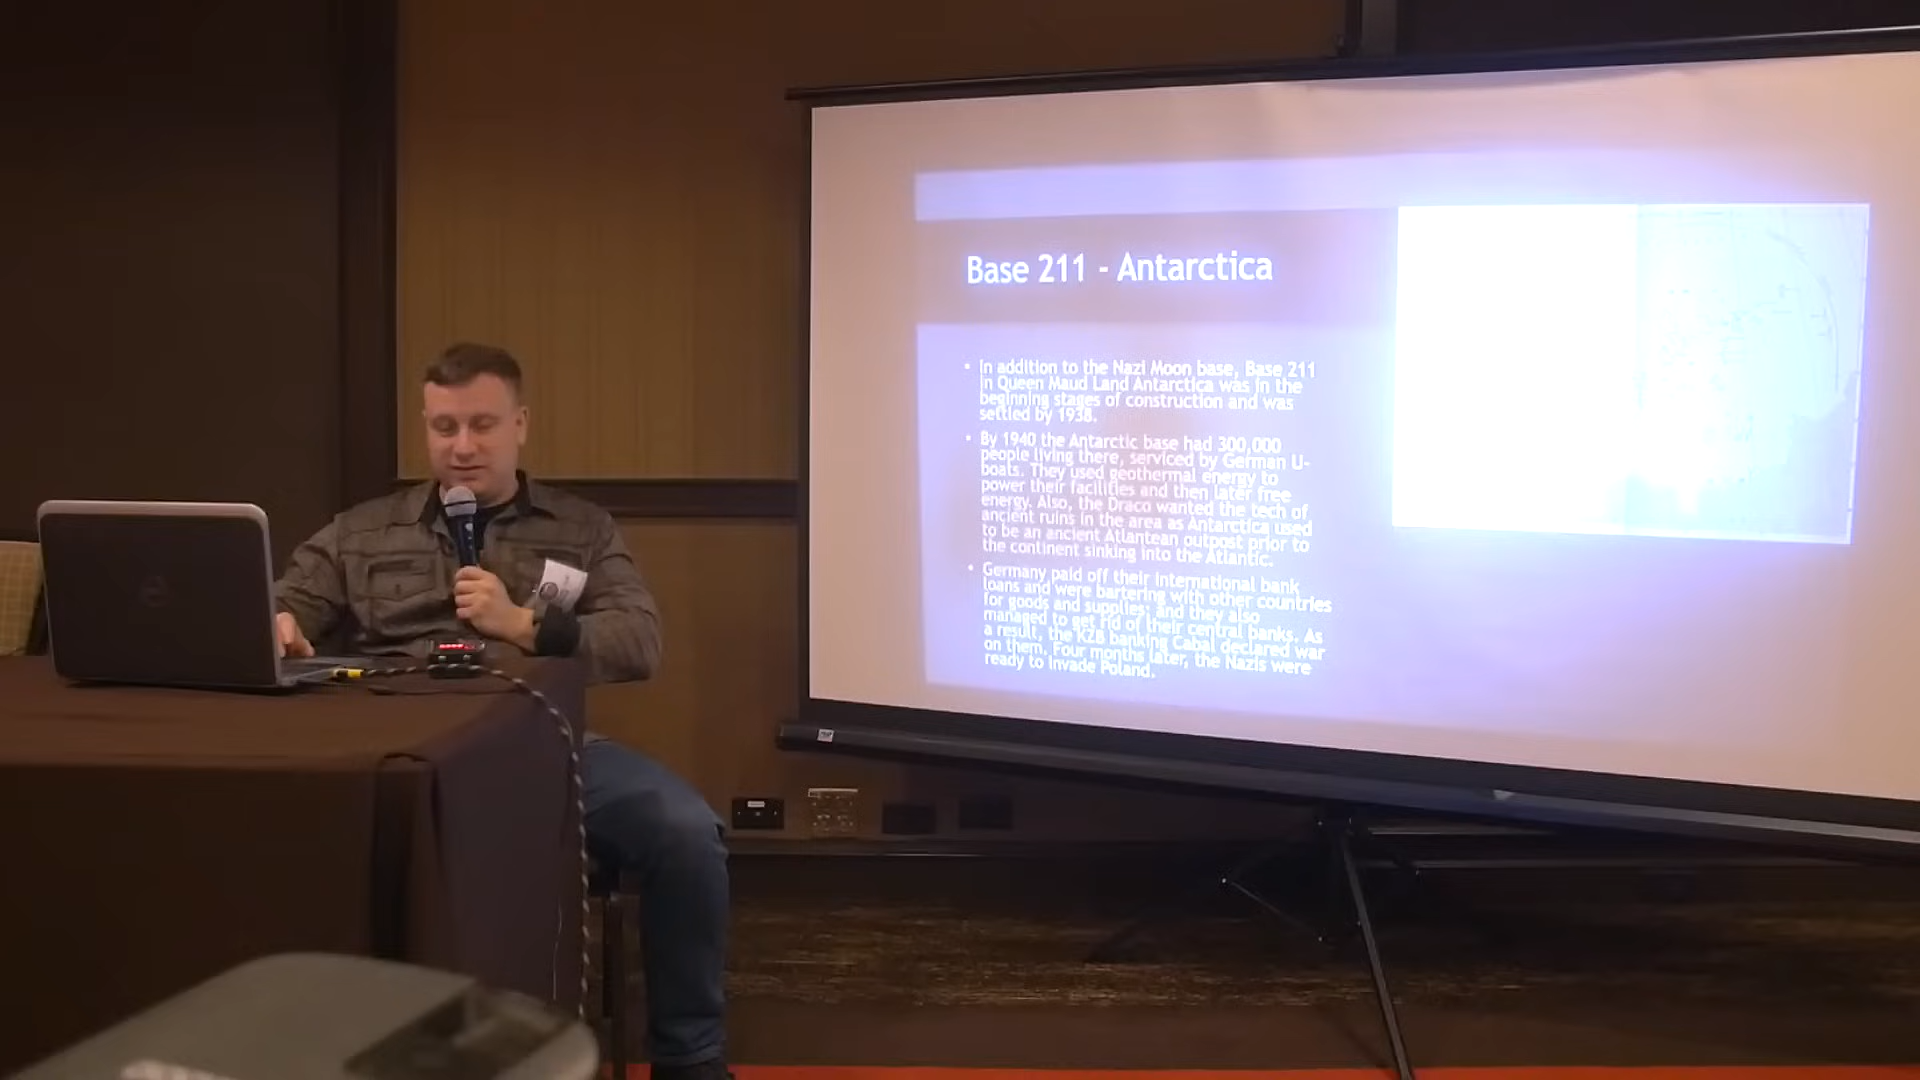 Base 211 - Antarctica
• In addition to the Nazi Moon base, Base 211
in Queen Maud Land Antarctica was in the
beginning stages of construction and was
settled by 1938.
• By 1940 the Antarctic base had 300,000
people living there, serviced by German U-
boats. They used geothermal energy to
power their facilities and then later free
energy. Also, the Draco wanted the tech of
ancient ruins in the area as Antarctica used
to be an ancient Atlantean outpost prior to
the continent sinking into the Atlantic.
• Germany paid off their international bank
loans and were bartering with other countries
for goods and supplies; and they also
managed to get rid of their central banks. As
a result, the KZB banking Cabal declared war
on them. Four months later, the Nazis were
ready to invade Poland.